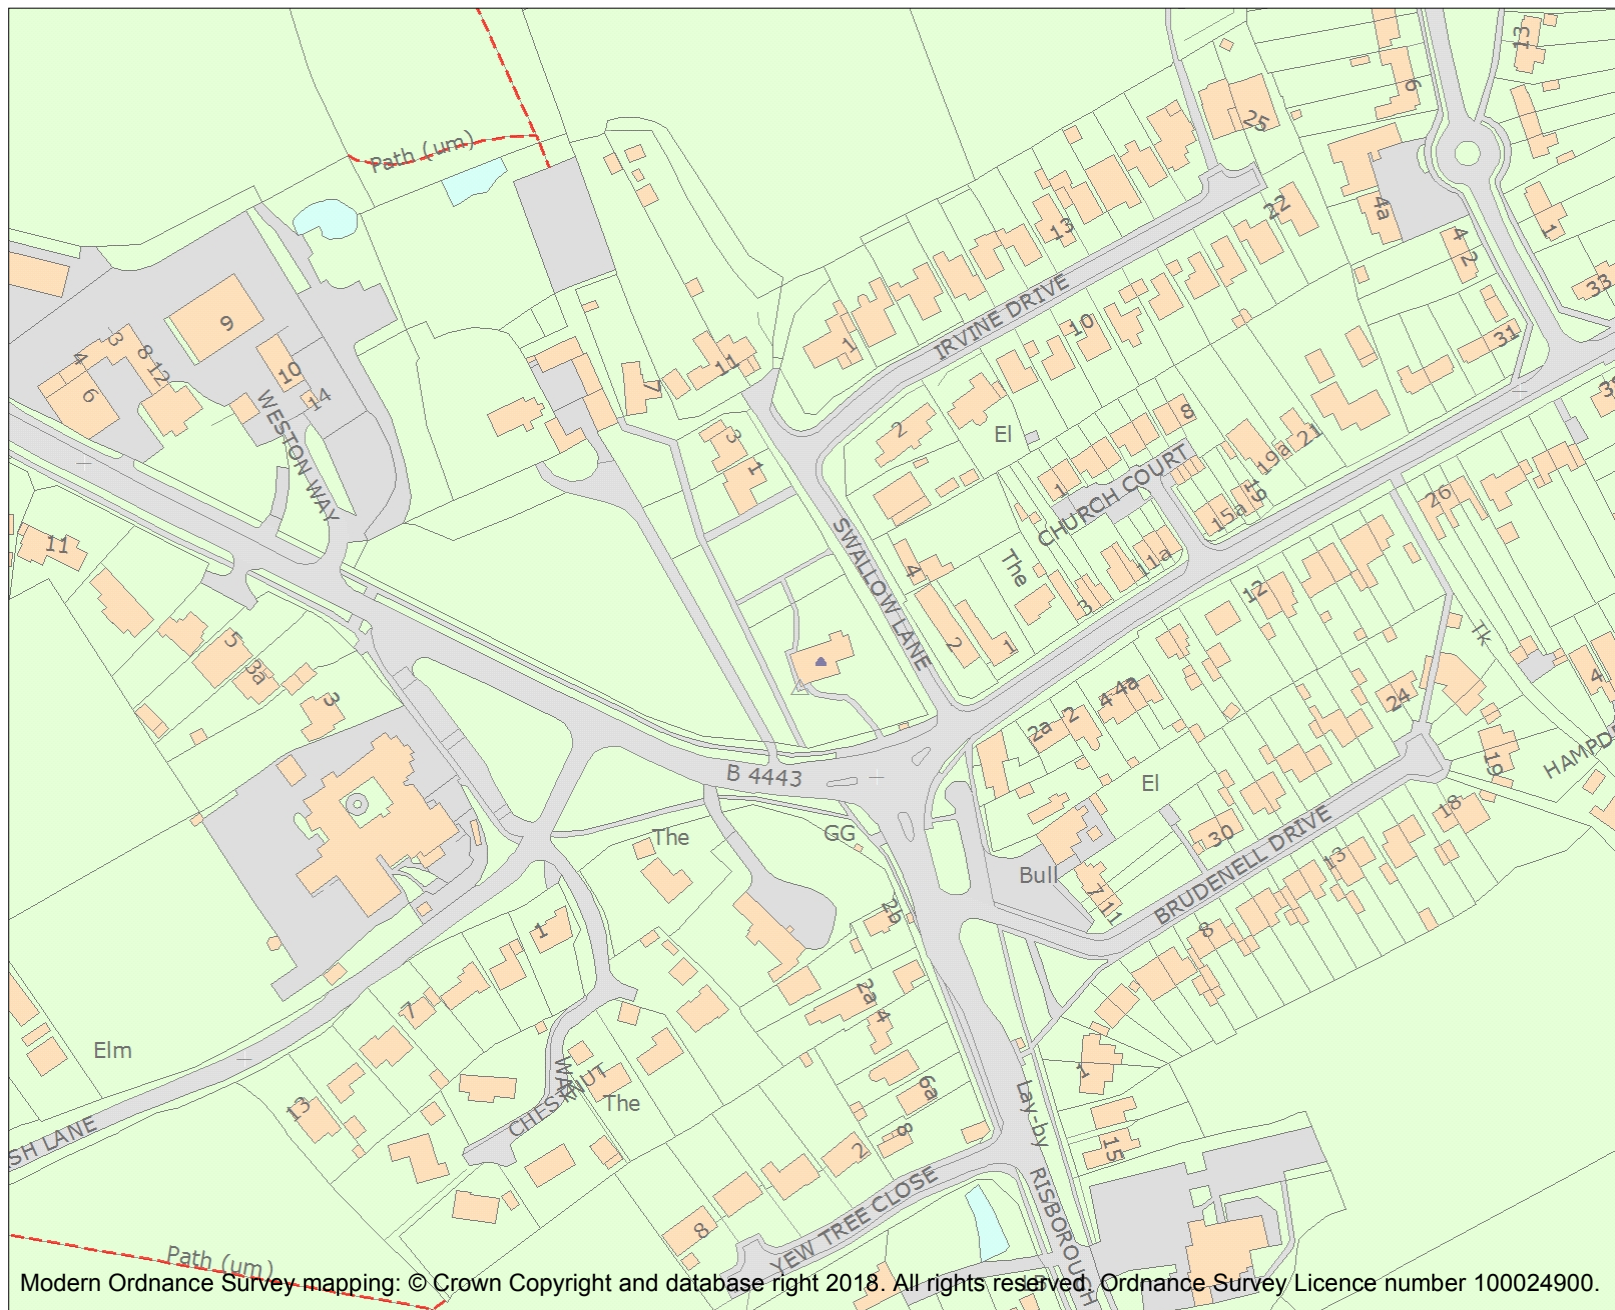 13
6
25
Path (um)
4a
22
1
4 2
13
33
9
3
4
8
12
10
14
6
IRVINE DRIVE
10
1
31
11
7
WESTON WAY
2
8
El
3
1
CHURCH COURT
21
19a
19
15a
26
1
11
SWALLOW LANE
4
The
11a
3
12
2
1
Tk
5
3a
3
4
24
4a
4
2
2a
HAMPD
19
B 4443
El
18
The
GG
30
Bull
BRUDENELL DRIVE
13
7
11
8
2b
1
7
2a
4
Elm
WAY
CHESTNUT
The
13
6a
Lay-by
1
SH LANE
8
2
15
RISBOROUGH
YEW TREE CLOSE
8
Path (um)
Modern Ordnance Survey mapping: © Crown Copyright and database right 2018. All rights reserved. Ordnance Survey Licence number 100024900.